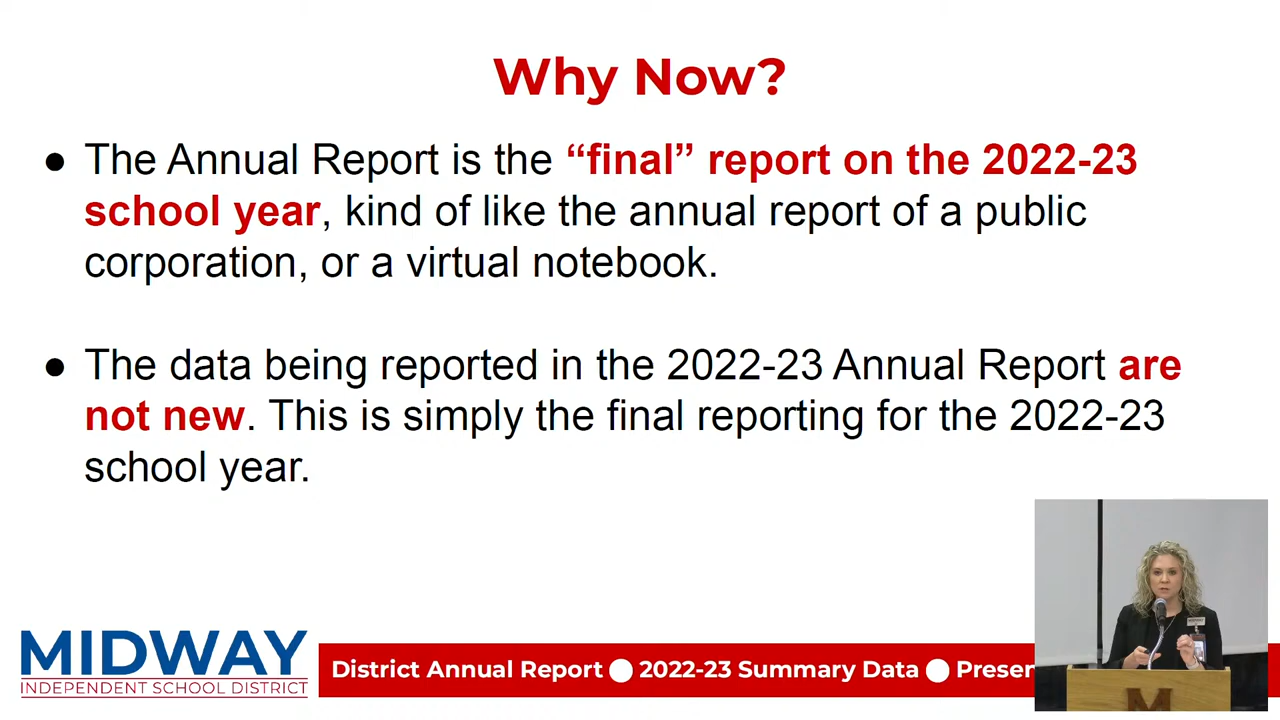 Why Now?
● The Annual Report is the “final” report on the 2022-23
school year, kind of like the annual report of a public
corporation, or a virtual notebook.
● The data being reported in the 2022-23 Annual Report are
not new. This is simply the final reporting for the 2022-23
school year.
MIDWAY
INDEPENDENT SCHOOL DISTRICT
District Annual Report ● 2022-23 Summary Data ● Presen
M